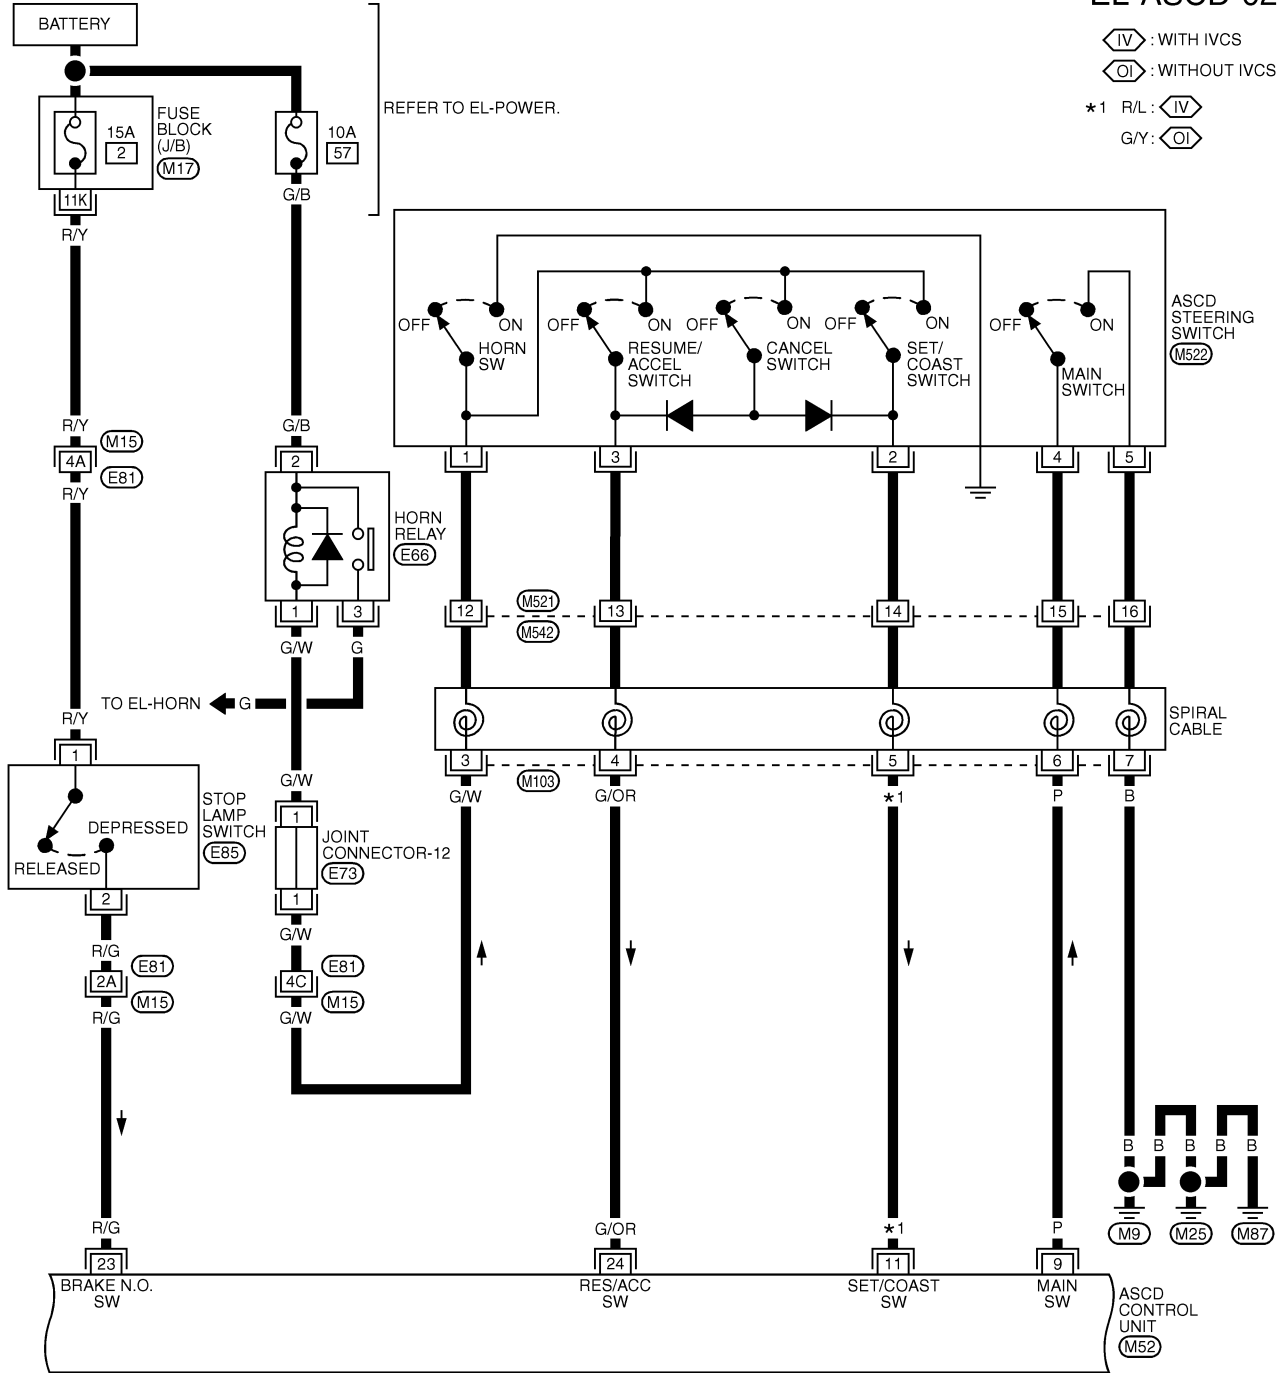 BATTERY
IV : WITH IVCS
OI : WITHOUT IVCS
*1 R/L: IV
G/Y: OI
REFER TO EL-POWER.
FUSE
BLOCK
(J/B)
M17
15A
2
10A
57
11K
R/Y
G/B
ASCD
STEERING
SWITCH
M522
OFF
ON
HORN
SW
OFF
ON
RESUME/
ACCEL
SWITCH
OFF
ON
CANCEL
SWITCH
OFF
ON
SET/
COAST
SWITCH
OFF
ON
MAIN
SWITCH
R/Y
M15
4A
E81
R/Y
G/B
2
1
3
2
4
5
HORN
RELAY
E66
1
3
G/W
G
12
M521
M542
13
14
15
16
TO EL-HORN
G
SPIRAL
CABLE
R/Y
1
G/W
1
3
M103
4
5
6
7
G/W
G/OR
*1
P
B
STOP
LAMP
SWITCH
E85
DEPRESSED
RELEASED
2
JOINT
CONNECTOR-12
E73
1
R/G
E81
2A
M15
R/G
G/W
E81
4C
M15
G/W
B
B
B
B
B
M9
M25
M87
R/G
G/OR
*1
P
23
24
11
9
BRAKE N.O.
SW
RES/ACC
SW
SET/COAST
SW
MAIN
SW
ASCD
CONTROL
UNIT
M52